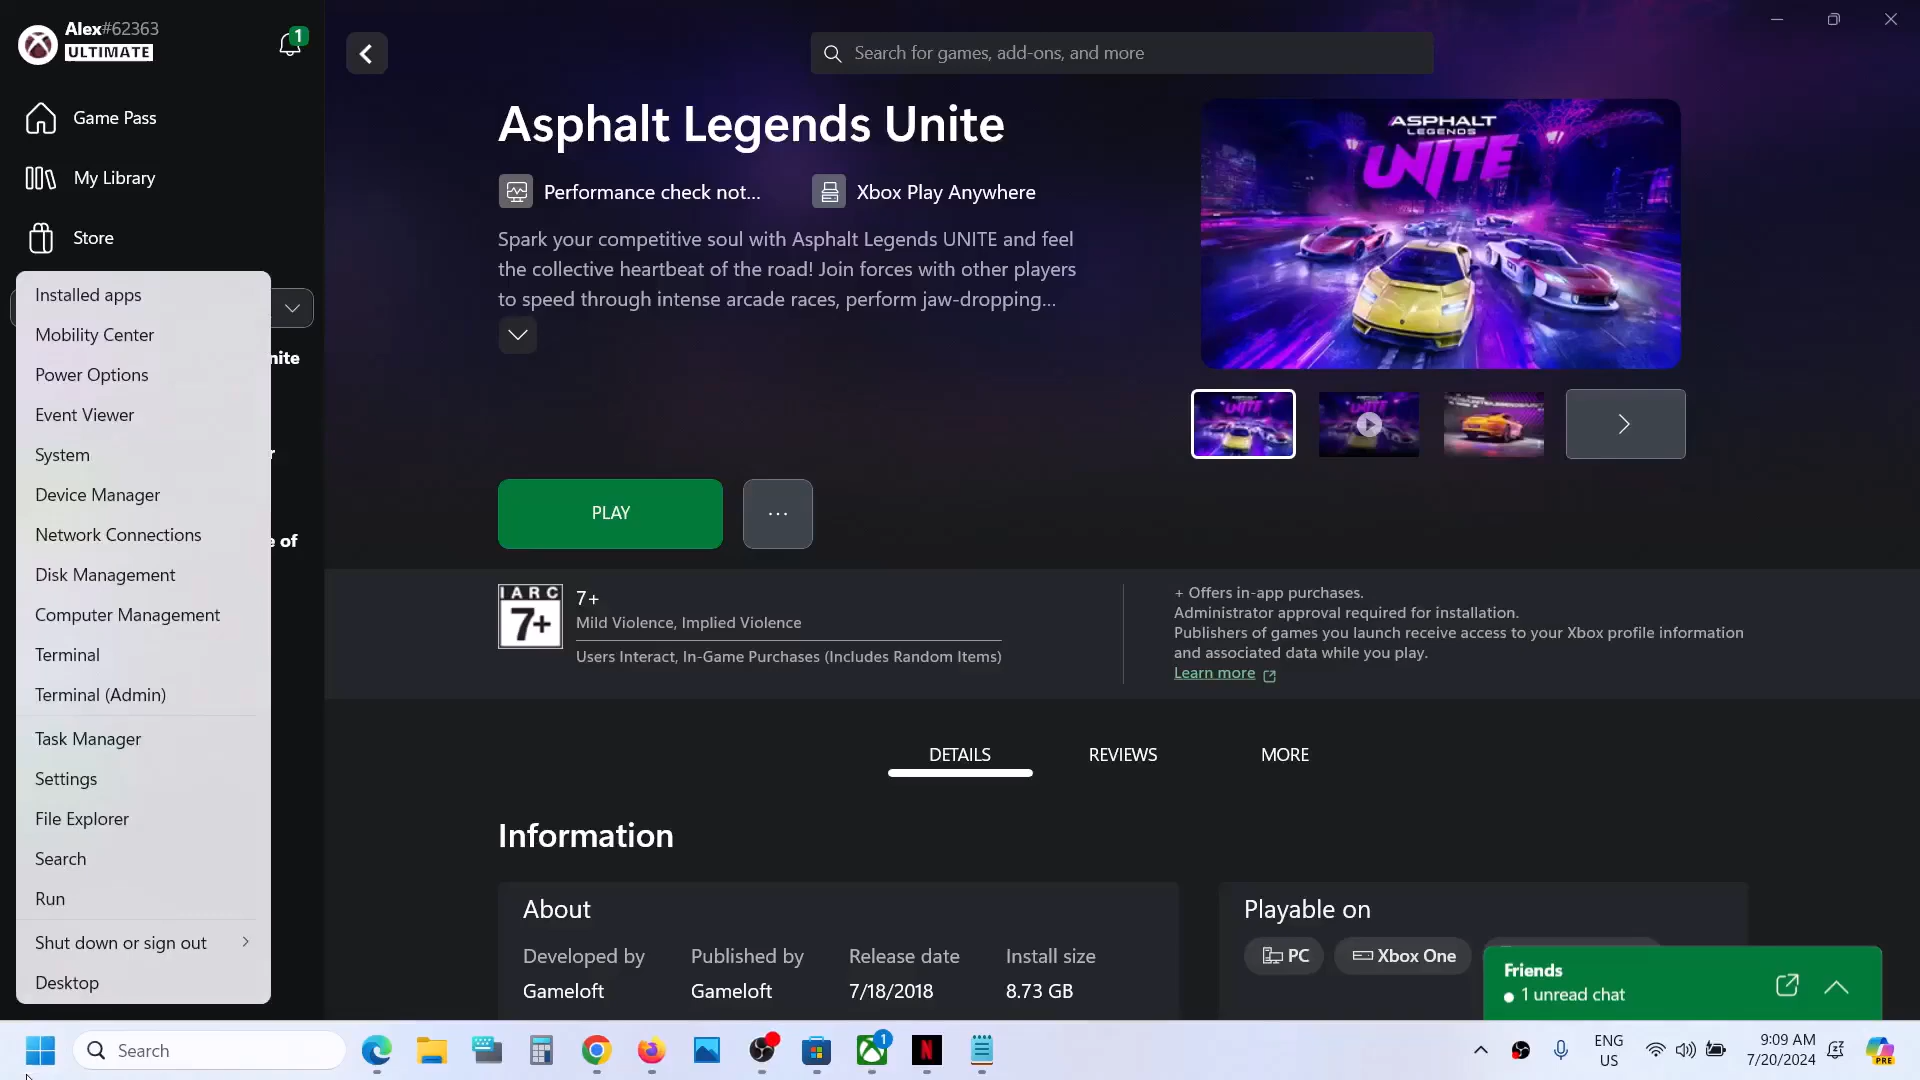 Alex#62363
ULTIMATE
1
Game Pass
My Library
Store
Installed apps
Mobility Center
Power Options
Event Viewer
System
Device Manager
Network Connections
Disk Management
Computer Management
Terminal
Terminal (Admin)
Task Manager
Settings
File Explorer
Search
Run
Shut down or sign out
Desktop
nite
r
e of
Search for games, add-ons, and more
Asphalt Legends Unite
Performance check not...
Xbox Play Anywhere
Spark your competitive soul with Asphalt Legends UNITE and feel
the collective heartbeat of the road! Join forces with other players
to speed through intense arcade races, perform jaw-dropping...
ASPHALT
LEGENDS
UNITE
PLAY
...
IARC
7+
7+
Mild Violence, Implied Violence
Users Interact, In-Game Purchases (Includes Random Items)
+ Offers in-app purchases.
Administrator approval required for installation.
Publishers of games you launch receive access to your Xbox profile information
and associated data while you play.
Learn more
DETAILS
REVIEWS
MORE
Information
About
Developed by
Gameloft
Published by
Gameloft
Release date
7/18/2018
Install size
8.73 GB
Playable on
PC
Xbox One
Friends
1 unread chat
Search
1
N
ENG
US
9:09 AM
7/20/2024
PRE